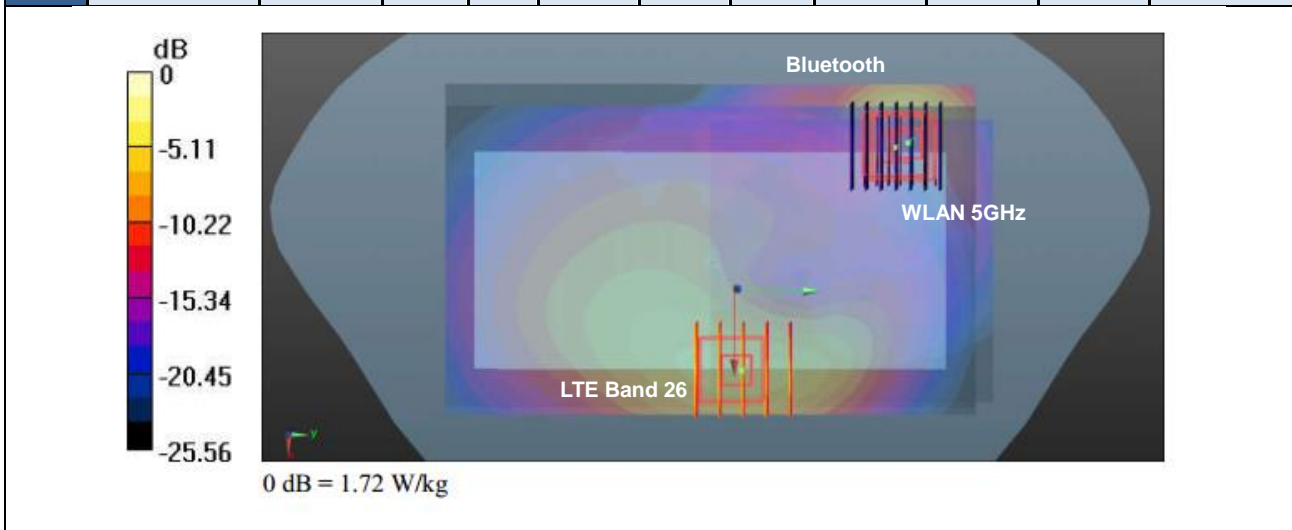 dB
0
-5.11
-10.22
-15.34
-20.45
-25.56
Bluetooth
WLAN 5GHz
LTE Band 26
y
0 dB = 1.72 W/kg